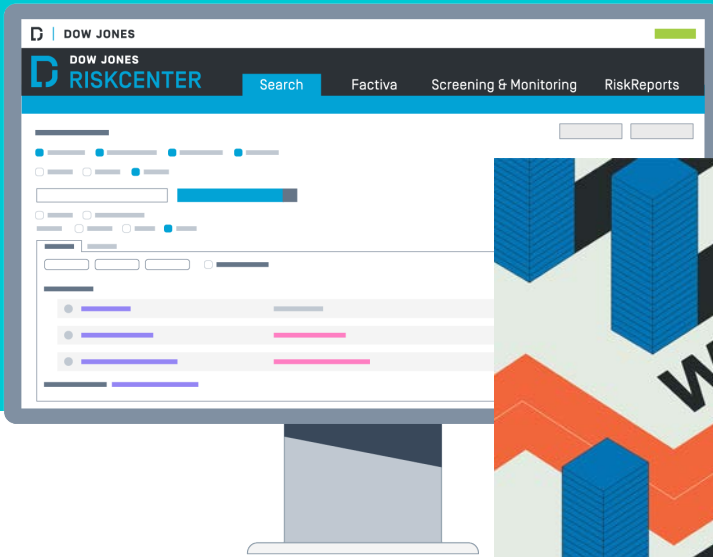 DOW JONES
DOW JONES
RISKCENTER
Search Factiva Screening & Monitoring RiskReports
W